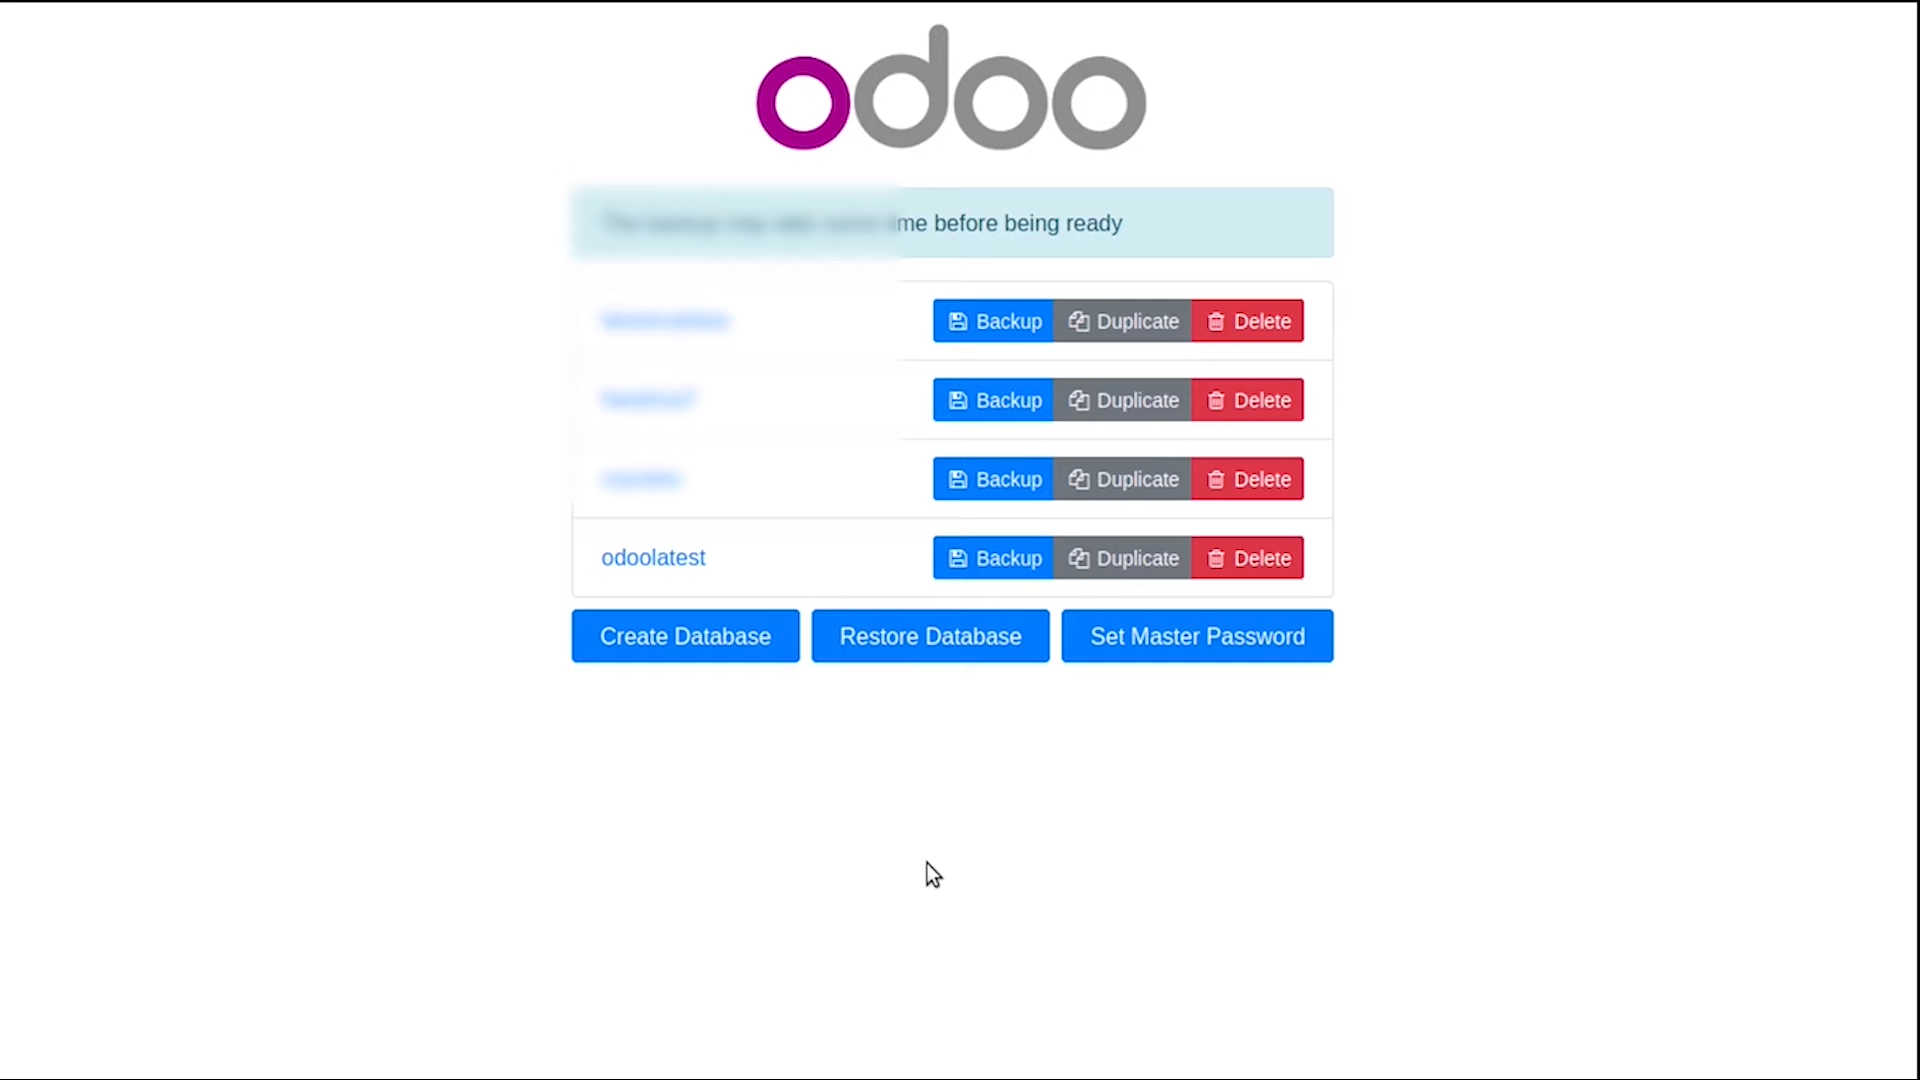 odoo
me before being ready
Backup Duplicate Delete
Backup Duplicate Delete
Backup Duplicate Delete
odoolatest Backup Duplicate Delete
Create Database Restore Database Set Master Password